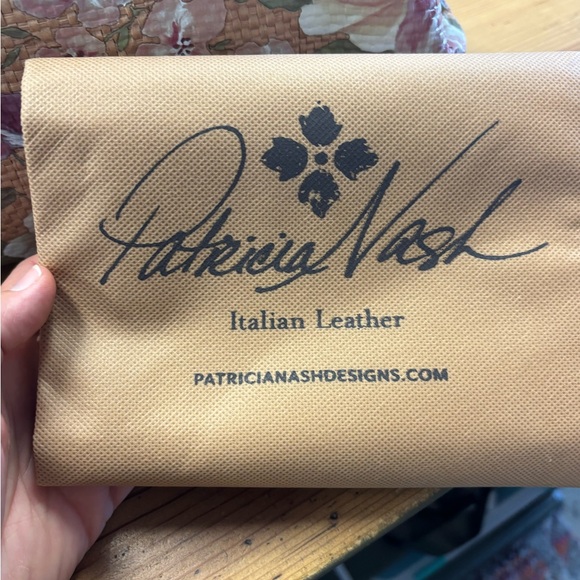 Patricia Nash
Italian Leather
PATRICIANASHDESIGNS.COM